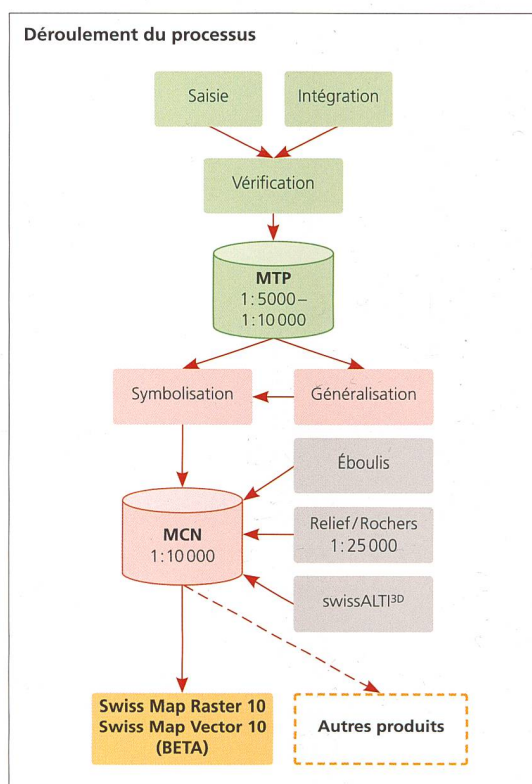 Déroulement du processus
Saisie
Intégration
Vérification
MTP
1:5000–
1:10 000
Symbolisation
Généralisation
Éboulis
MCN
1:10 000
Relief/Rochers
1:25 000
swissALTI3D
Swiss Map Raster 10
Swiss Map Vector 10
(BETA)
Autres produits